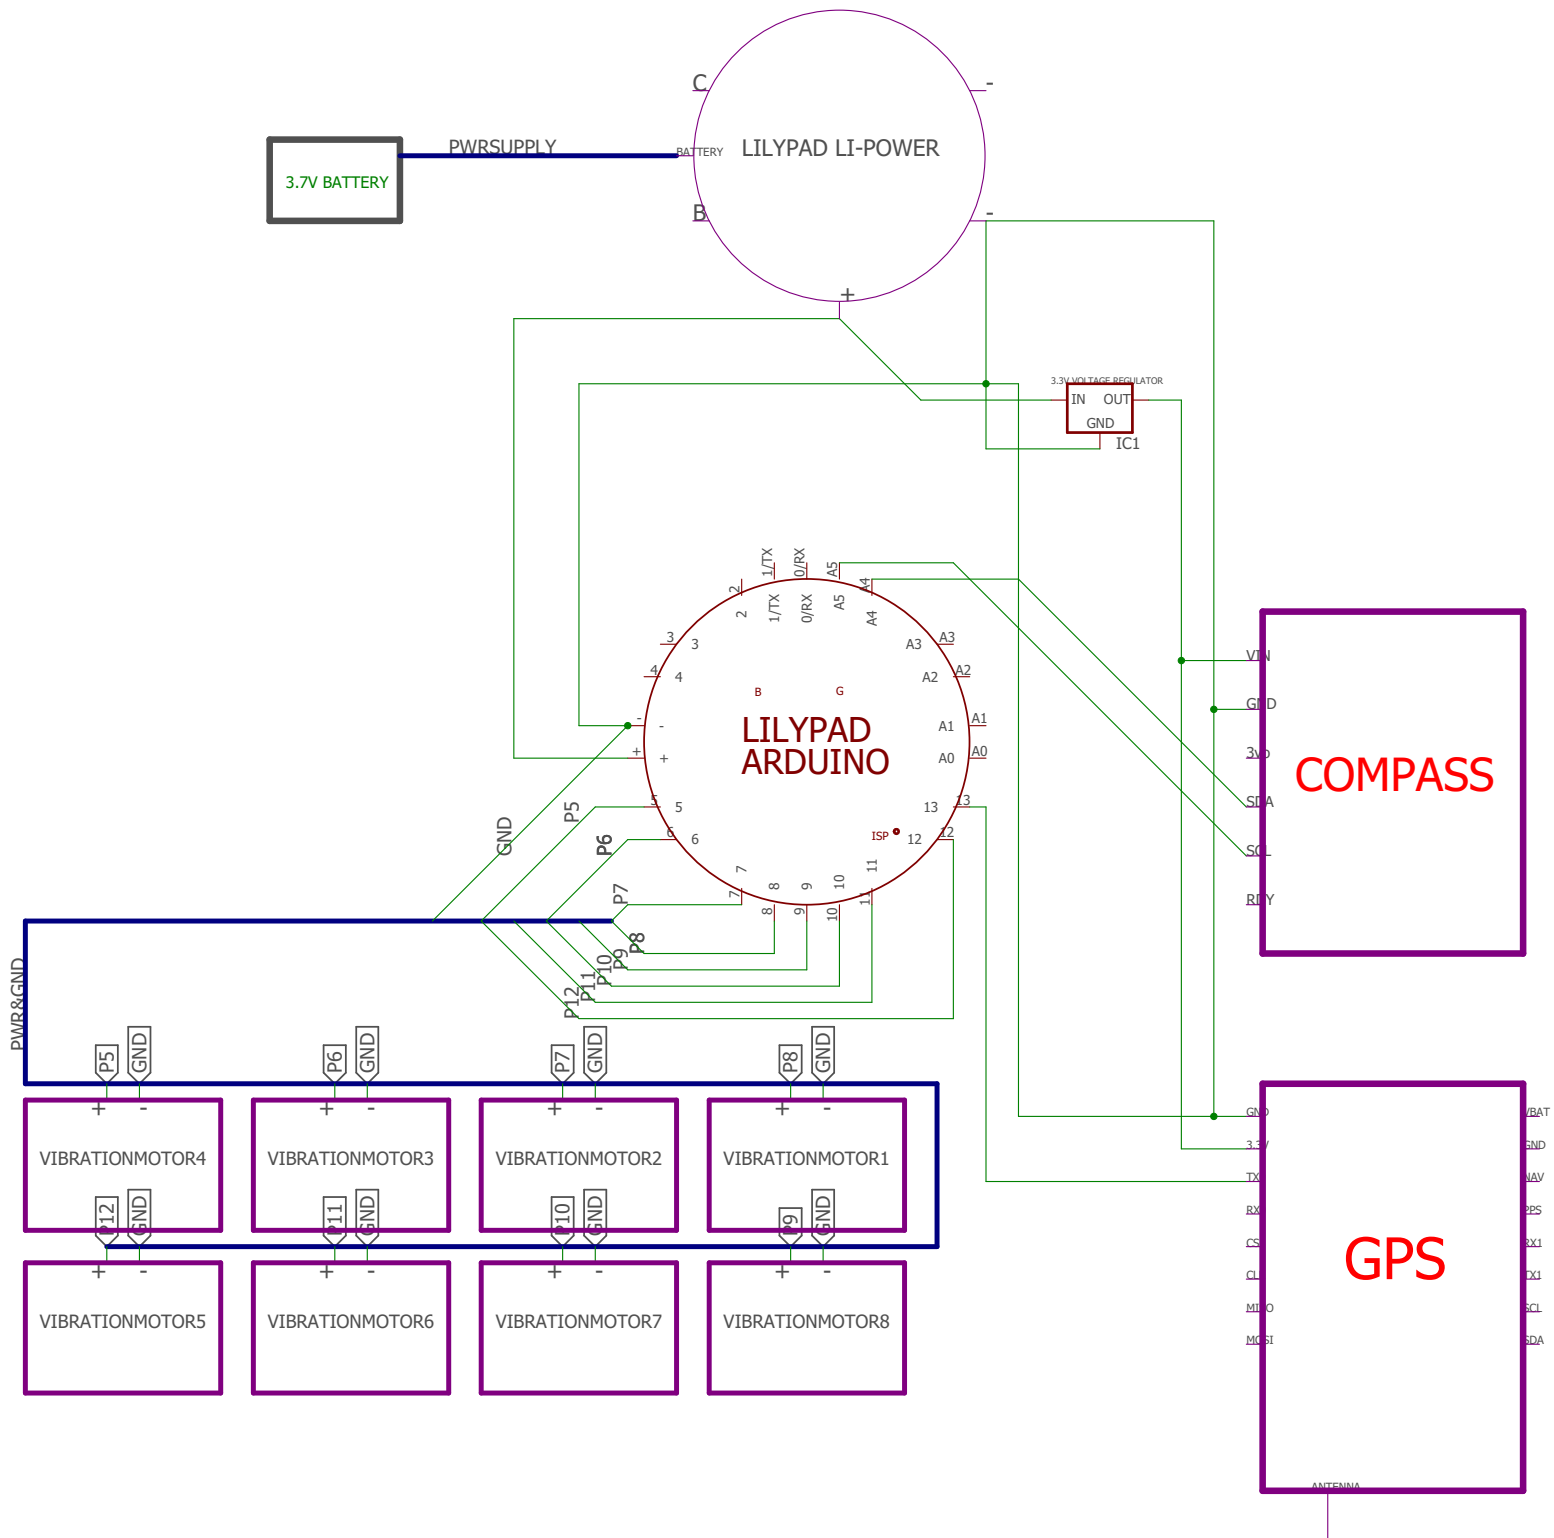 C
-
PWRSUPPLY
BATTERY
LILYPAD LI-POWER
3.7V BATTERY
B
-
+
3.3V VOLTAGE REGULATOR
IN OUT
GND
IC1
2
1/TX
0/RX
A5
A4
2
1/TX
0/RX
A5
A4
3
3
A3
A3
4
4
A2
A2
B
G
-
-
A1
A1
LILYPAD
ARDUINO
+
+
A0
A0
5
5
13
13
6
6
ISP
12
12
7
8
9
10
11
7
8
9
10
11
GND
P5
P6
P7
P8
P9
P10
P11
P12
PWR&GND
VIN
GND
3vo
SDA
SCL
RDY
COMPASS
P5
GND
P6
GND
P7
GND
P8
GND
+ -
+ -
+ -
+ -
VIBRATIONMOTOR4
VIBRATIONMOTOR3
VIBRATIONMOTOR2
VIBRATIONMOTOR1
P12
GND
P11
GND
P10
GND
P9
GND
+ -
+ -
+ -
+ -
VIBRATIONMOTOR5
VIBRATIONMOTOR6
VIBRATIONMOTOR7
VIBRATIONMOTOR8
GND
3.3V
TX
RX
CS
CL
MISO
MOSI
GPS
VBAT
GND
NAV
PPS
RX1
TX1
SCL
SDA
ANTENNA